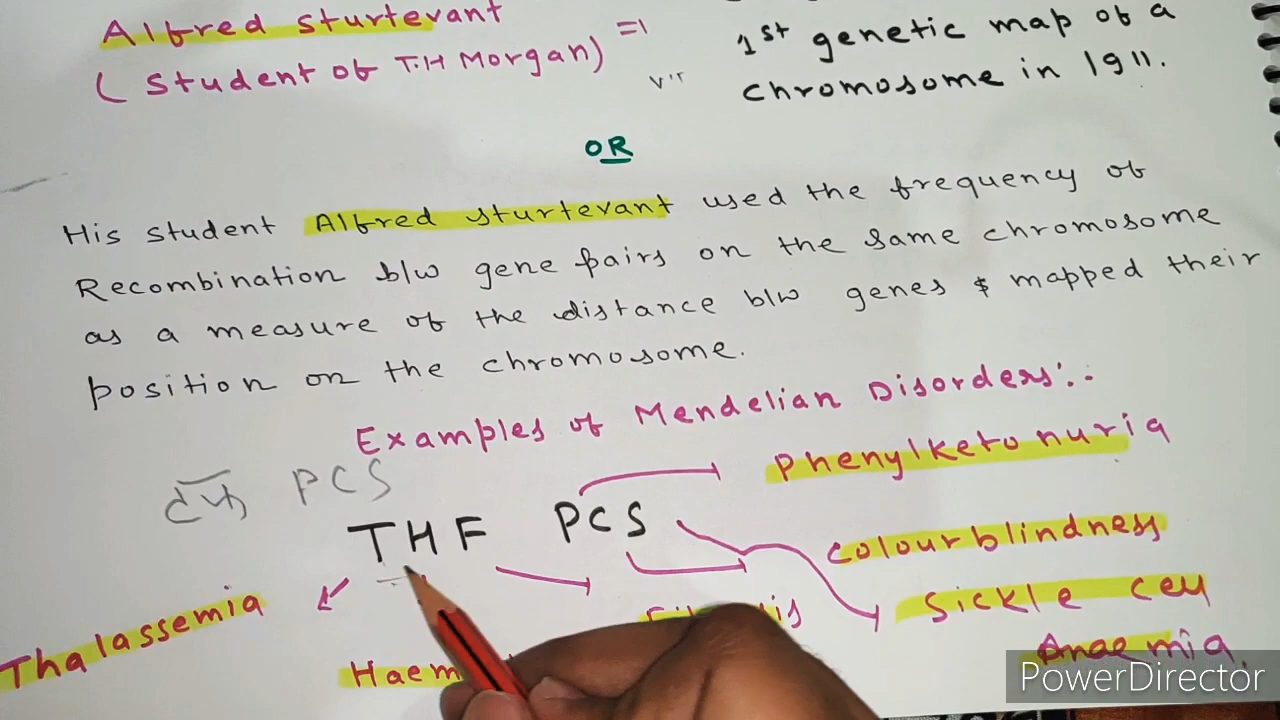 Alfred Sturtevant
(Student of T.H Morgan) =>
1st genetic map of a
chromosome in 1911.
OR
His student Alfred Sturtevant used the frequency of
Recombination b/w gene pairs on the same chromosome
as a measure of the distance b/w genes & mapped their
position on the chromosome.
Examples of Mendelian Disorders:-
Phenylketonuria
PCS
THF PCS
colourblindness
Sickle cell
Anaemia.
Thalassemia
Haem
PowerDirector